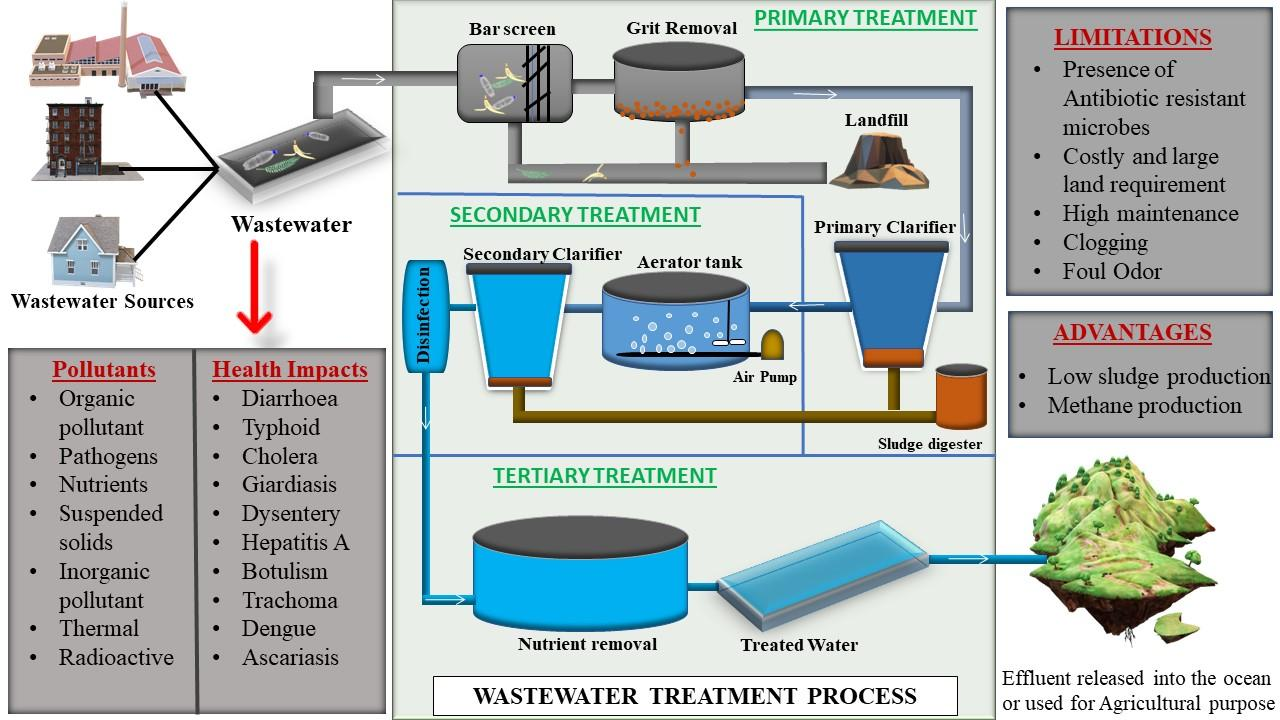 Wastewater Sources
Wastewater
Pollutants
• Organic
pollutant
• Pathogens
• Nutrients
• Suspended
solids
• Inorganic
pollutant
• Thermal
• Radioactive
Health Impacts
• Diarrhoea
• Typhoid
• Cholera
• Giardiasis
• Dysentery
• Hepatitis A
• Botulism
• Trachoma
• Dengue
• Ascariasis
PRIMARY TREATMENT
Bar screen
Grit Removal
Landfill
Primary Clarifier
SECONDARY TREATMENT
Secondary Clarifier
Aerator tank
Disinfection
Air Pump
Sludge digester
TERTIARY TREATMENT
Nutrient removal
Treated Water
WASTEWATER TREATMENT PROCESS
LIMITATIONS
• Presence of
Antibiotic resistant
microbes
• Costly and large
land requirement
• High maintenance
• Clogging
• Foul Odor
ADVANTAGES
• Low sludge production
• Methane production
Effluent released into the ocean
or used for Agricultural purpose